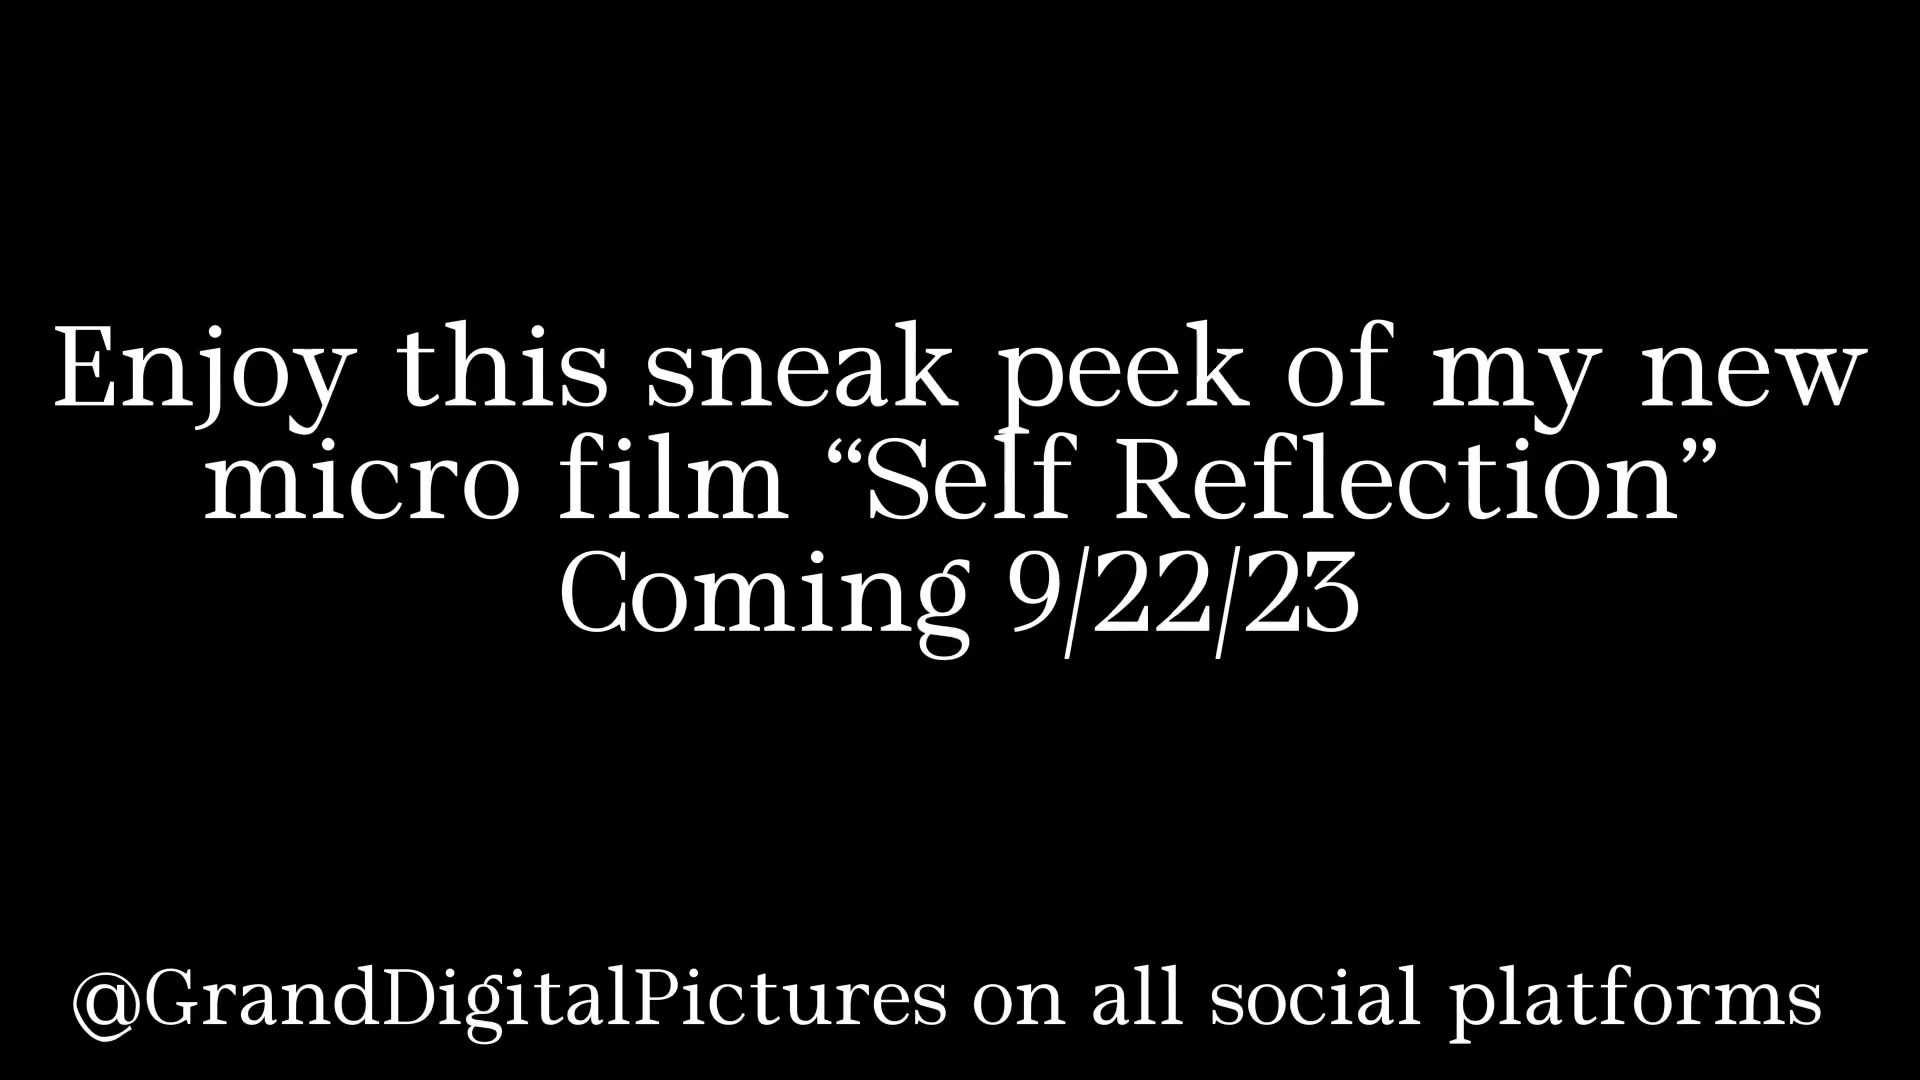 Enjoy this sneak peek of my new
micro film “Self Reflection”
Coming 9/22/23
@GrandDigitalPictures on all social platforms